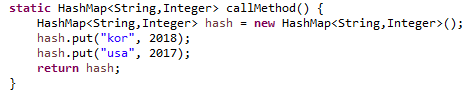 static HashMap<String,Integer> callMethod() {
    HashMap<String,Integer> hash = new HashMap<String,Integer>();
    hash.put("kor", 2018);
    hash.put("usa", 2017);
    return hash;
}